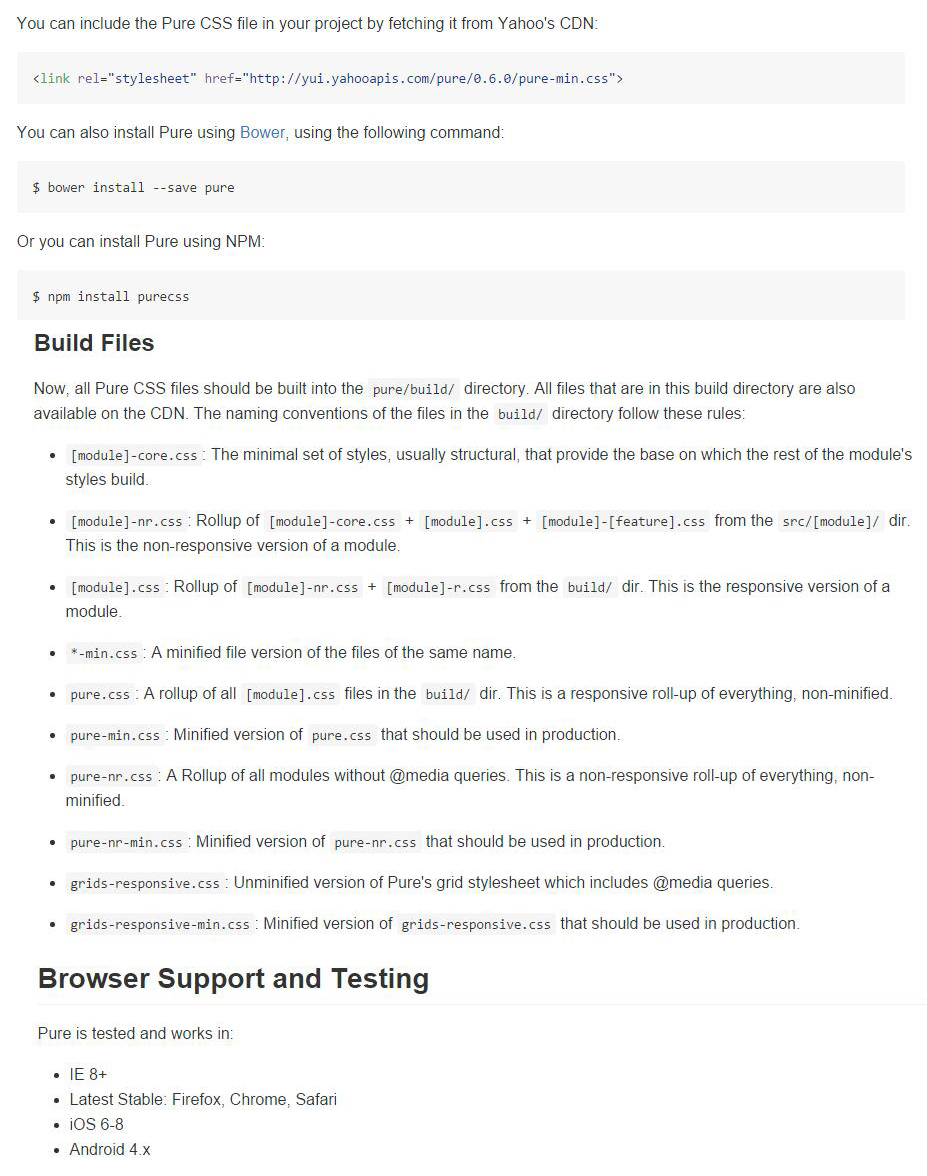 You can include the Pure CSS file in your project by fetching it from Yahoo's CDN:
<link rel="stylesheet" href="http://yui.yahooapis.com/pure/0.6.0/pure-min.css">
You can also install Pure using Bower, using the following command:
$ bower install --save pure
Or you can install Pure using NPM:
$ npm install purecss
Build Files
Now, all Pure CSS files should be built into the pure/build/ directory. All files that are in this build directory are also
available on the CDN. The naming conventions of the files in the build/ directory follow these rules:
• [module]-core.css : The minimal set of styles, usually structural, that provide the base on which the rest of the module's
styles build.
• [module]-nr.css : Rollup of [module]-core.css + [module].css + [module]-[feature].css from the src/[module]/ dir.
This is the non-responsive version of a module.
• [module].css : Rollup of [module]-nr.css + [module]-r.css from the build/ dir. This is the responsive version of a
module.
• *-min.css : A minified file version of the files of the same name.
• pure.css : A rollup of all [module].css files in the build/ dir. This is a responsive roll-up of everything, non-minified.
• pure-min.css : Minified version of pure.css that should be used in production.
• pure-nr.css : A Rollup of all modules without @media queries. This is a non-responsive roll-up of everything, non-
minified.
• pure-nr-min.css : Minified version of pure-nr.css that should be used in production.
• grids-responsive.css : Unminified version of Pure's grid stylesheet which includes @media queries.
• grids-responsive-min.css : Minified version of grids-responsive.css that should be used in production.
Browser Support and Testing
Pure is tested and works in:
• IE 8+
• Latest Stable: Firefox, Chrome, Safari
• iOS 6-8
• Android 4.x